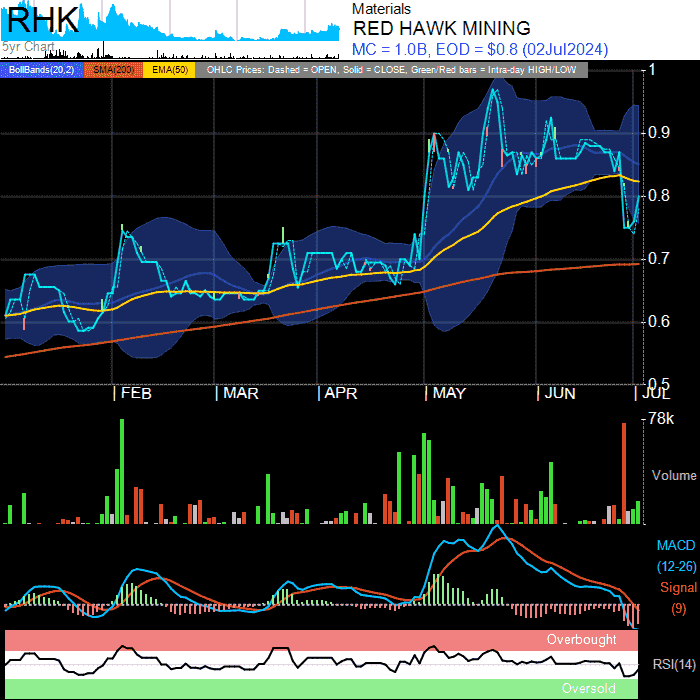 RHK
5yr Chart
Materials
RED HAWK MINING
MC = 1.0B, EOD = $0.8 (02Jul2024)
BollBands(20,2) SMA(200) EMA(50) OHLC Prices: Dashed = OPEN, Solid = CLOSE, Green/Red bars = Intra-day HIGH/LOW
1
0.9
0.8
0.7
0.6
0.5
| FEB | MAR | APR | MAY | JUN | JUL
78k
Volume
MACD
(12-26)
Signal
(9)
Overbought
RSI(14)
Oversold